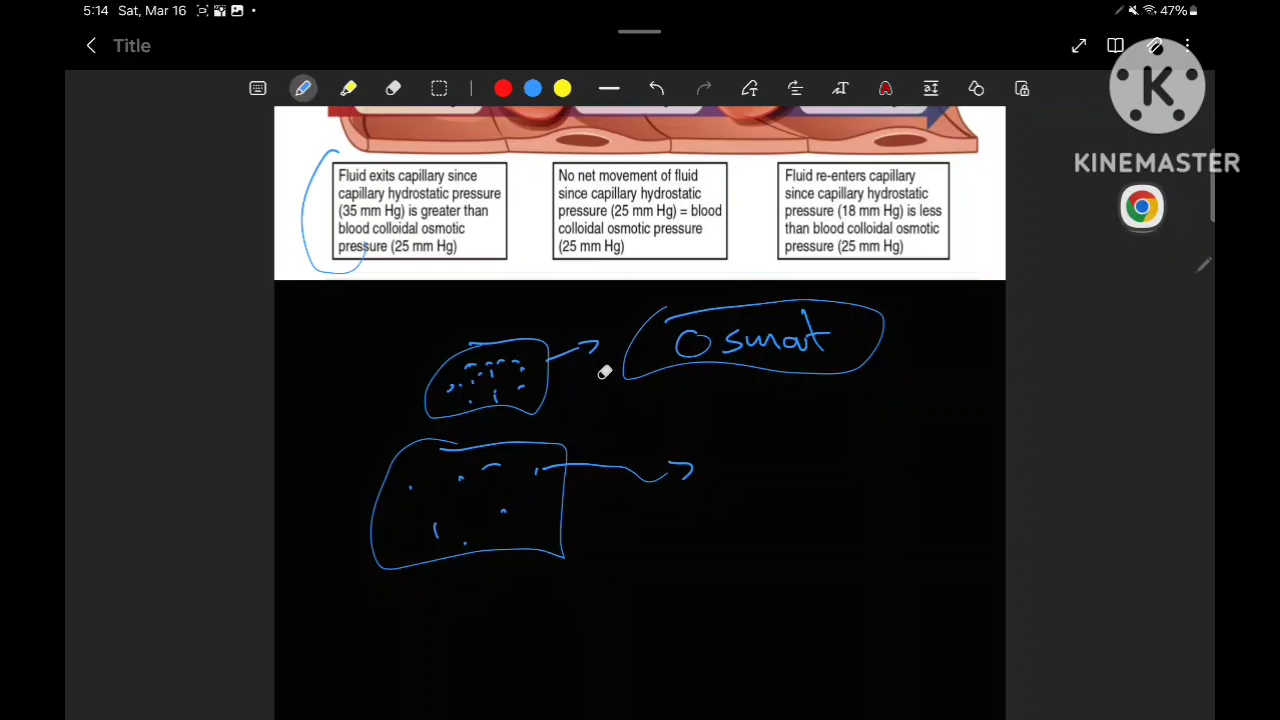 5:14 Sat, Mar 16
47%
Title
K
KINEMASTER
Fluid exits capillary since
capillary hydrostatic pressure
(35 mm Hg) is greater than
blood colloidal osmotic
pressure (25 mm Hg)
No net movement of fluid
since capillary hydrostatic
pressure (25 mm Hg) = blood
colloidal osmotic pressure
(25 mm Hg)
Fluid re-enters capillary
since capillary hydrostatic
pressure (18 mm Hg) is less
than blood colloidal osmotic
pressure (25 mm Hg)
Osmot